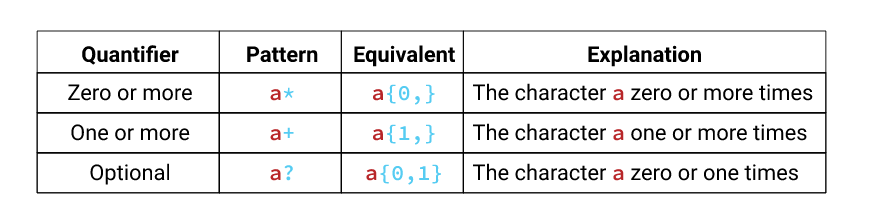 Quantifier Pattern Equivalent Explanation
Zero or more a* a{0,} The character a zero or more times
One or more a+ a{1,} The character a one or more times
Optional a? a{0,1} The character a zero or one times